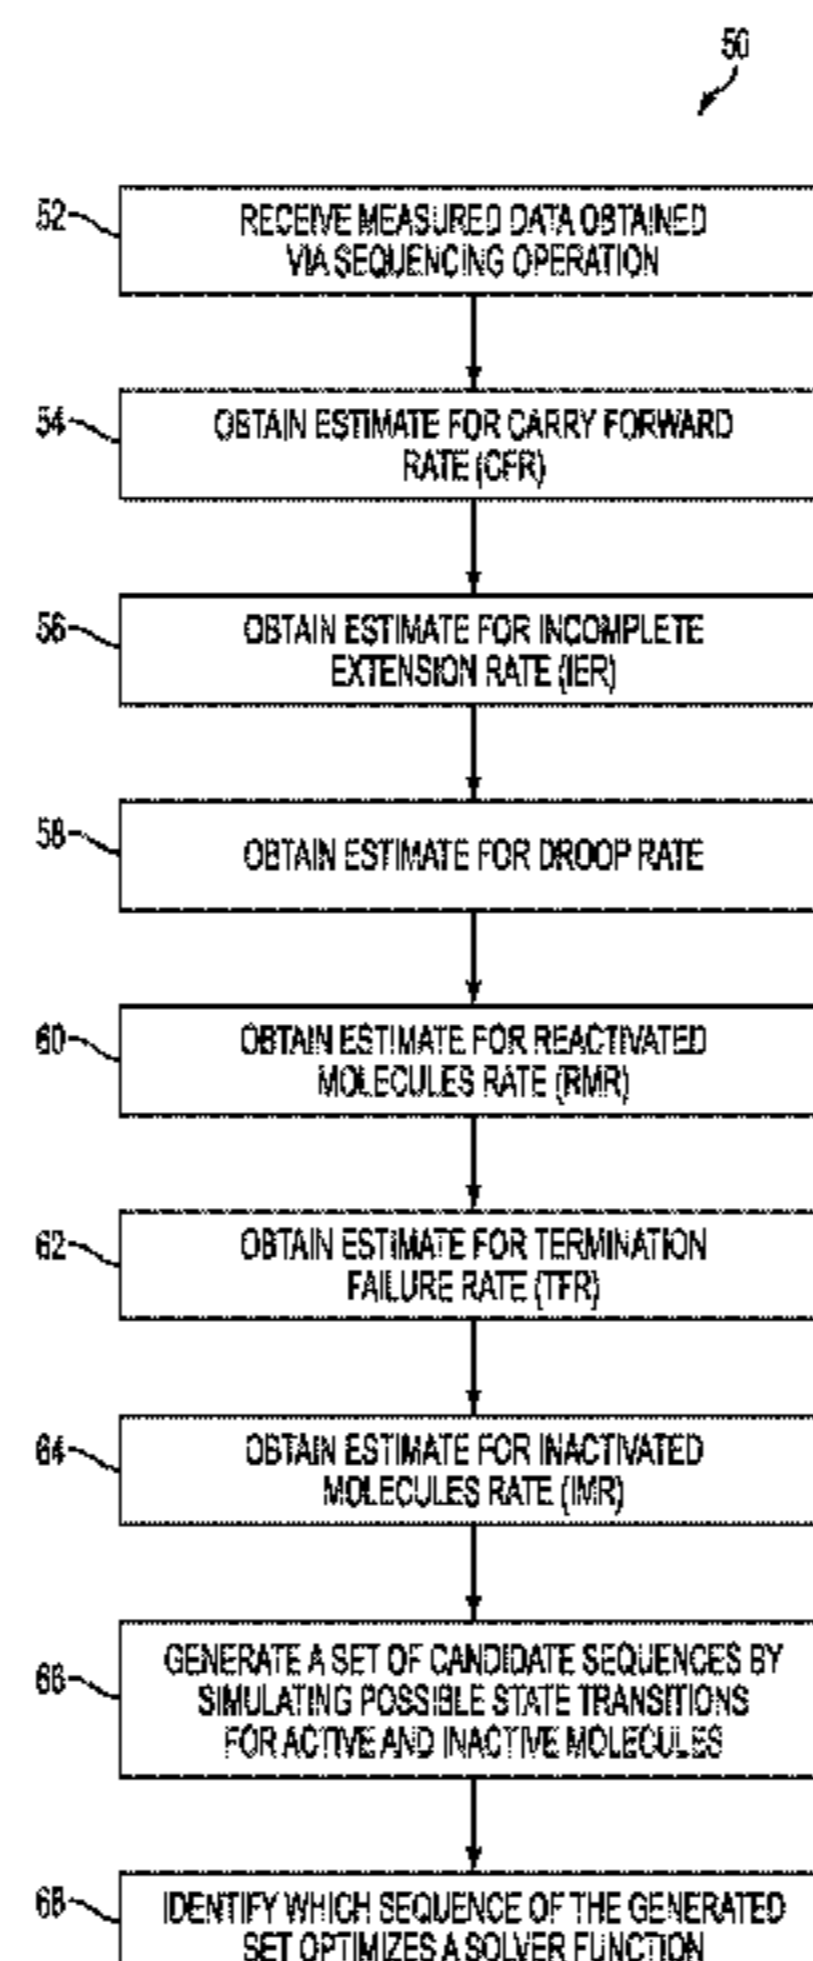 50
52
RECEIVE MEASURED DATA OBTAINED
VIA SEQUENCING OPERATION
54
OBTAIN ESTIMATE FOR CARRY FORWARD
RATE (CFR)
56
OBTAIN ESTIMATE FOR INCOMPLETE
EXTENSION RATE (IER)
58
OBTAIN ESTIMATE FOR DROOP RATE
60
OBTAIN ESTIMATE FOR REACTIVATED
MOLECULES RATE (RMR)
62
OBTAIN ESTIMATE FOR TERMINATION
FAILURE RATE (TFR)
64
OBTAIN ESTIMATE FOR INACTIVATED
MOLECULES RATE (IMR)
66
GENERATE A SET OF CANDIDATE SEQUENCES BY
SIMULATING POSSIBLE STATE TRANSITIONS
FOR ACTIVE AND INACTIVE MOLECULES
68
IDENTIFY WHICH SEQUENCE OF THE GENERATED
SET OPTIMIZES A SOLVER FUNCTION